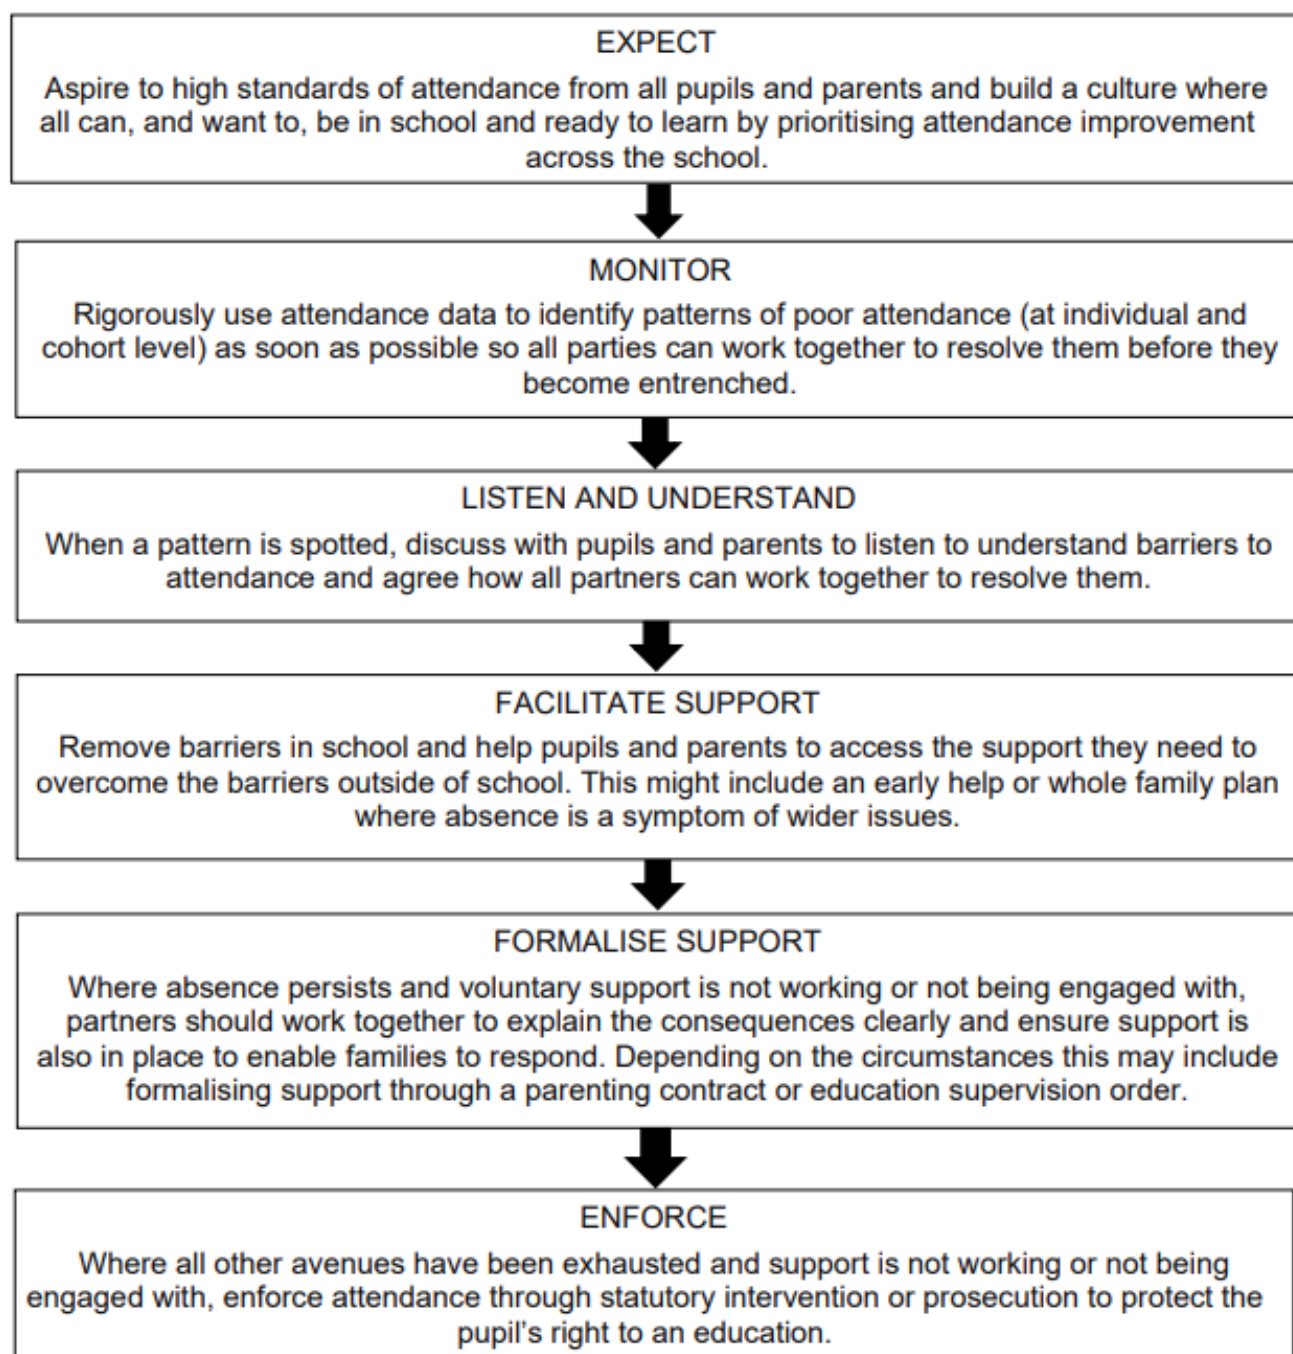 EXPECT
Aspire to high standards of attendance from all pupils and parents and build a culture where
all can, and want to, be in school and ready to learn by prioritising attendance improvement
across the school.
MONITOR
Rigorously use attendance data to identify patterns of poor attendance (at individual and
cohort level) as soon as possible so all parties can work together to resolve them before they
become entrenched.
LISTEN AND UNDERSTAND
When a pattern is spotted, discuss with pupils and parents to listen to understand barriers to
attendance and agree how all partners can work together to resolve them.
FACILITATE SUPPORT
Remove barriers in school and help pupils and parents to access the support they need to
overcome the barriers outside of school. This might include an early help or whole family plan
where absence is a symptom of wider issues.
FORMALISE SUPPORT
Where absence persists and voluntary support is not working or not being engaged with,
partners should work together to explain the consequences clearly and ensure support is
also in place to enable families to respond. Depending on the circumstances this may include
formalising support through a parenting contract or education supervision order.
ENFORCE
Where all other avenues have been exhausted and support is not working or not being
engaged with, enforce attendance through statutory intervention or prosecution to protect the
pupil's right to an education.